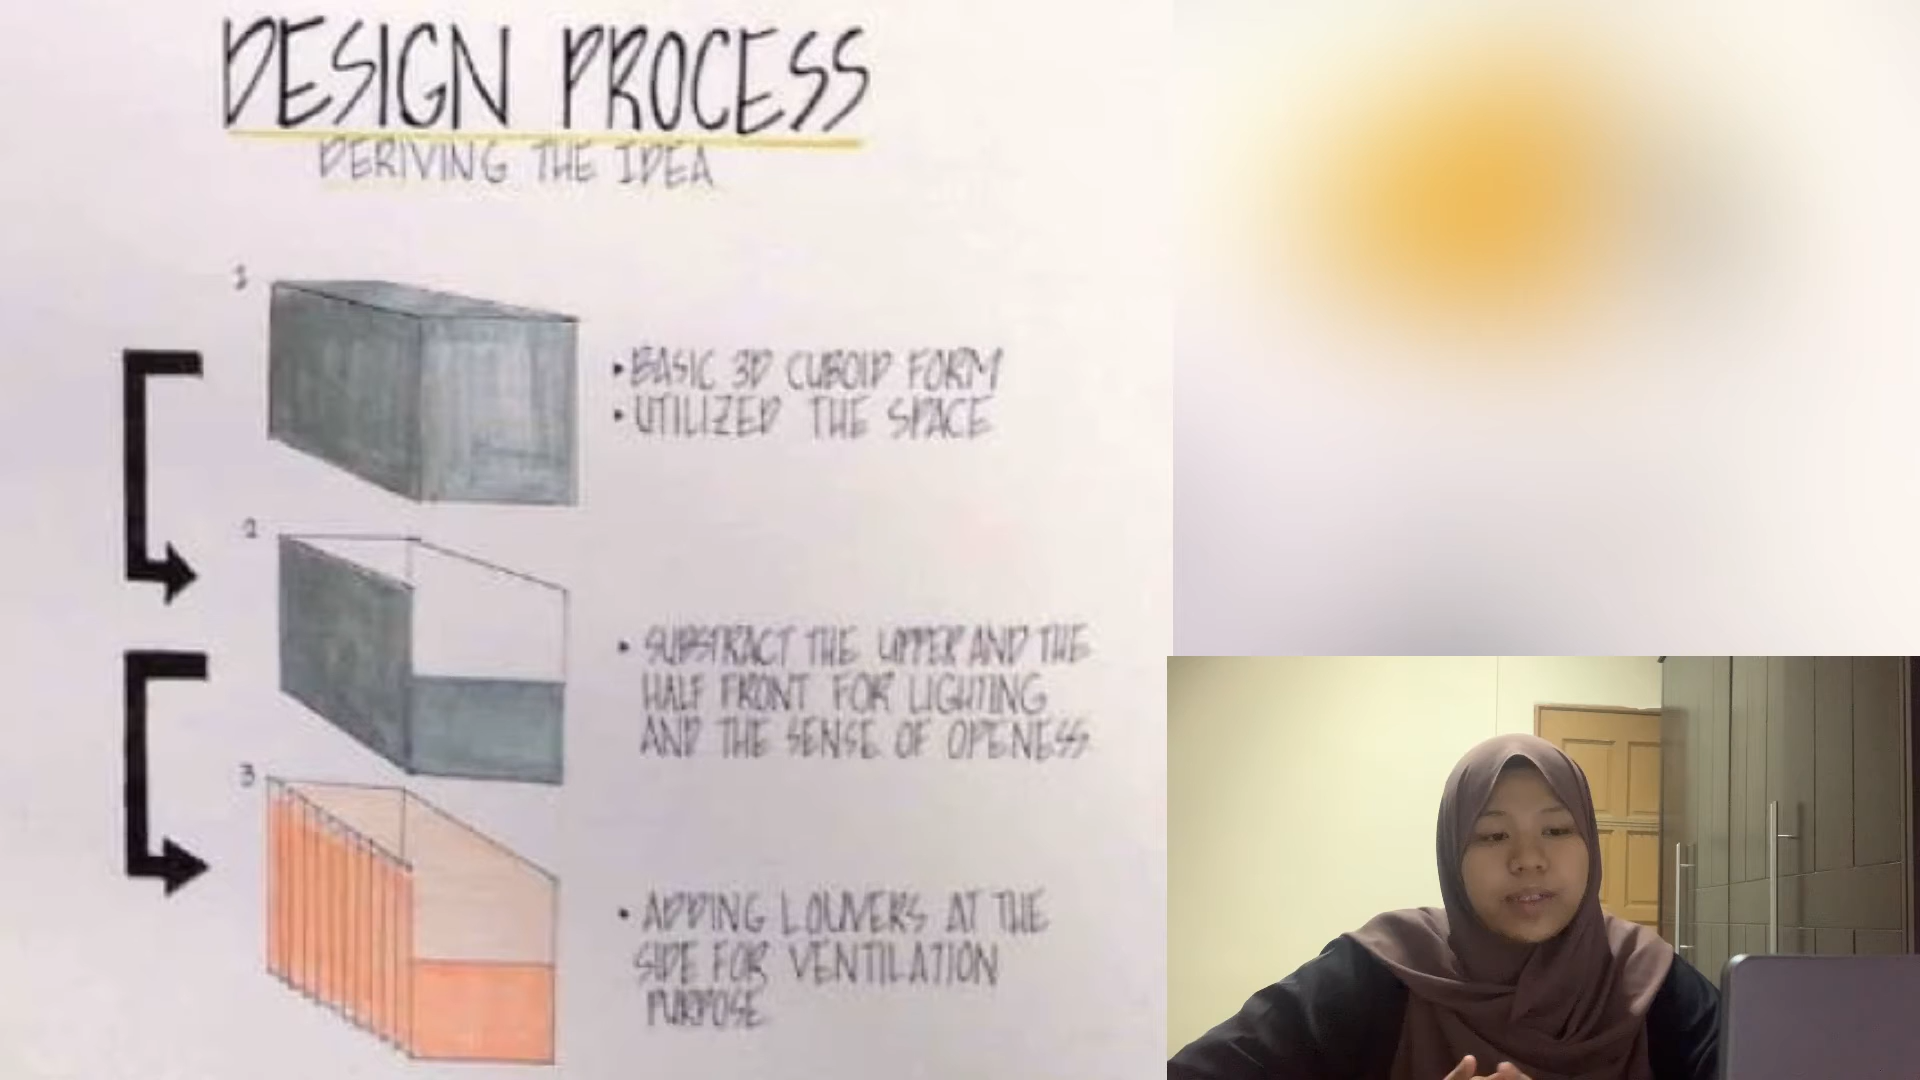 DESIGN PROCESS
DERIVING THE IDEA
1
• BASIC 3D CUBOID FORM
• UTILIZED THE SPACE
2
• SUBSTRACT THE UPPER AND THE
HALF FRONT FOR LIGHTING
AND THE SENSE OF OPENESS
3
• ADDING LOUVERS AT THE
SIDE FOR VENTILATION
PURPOSE